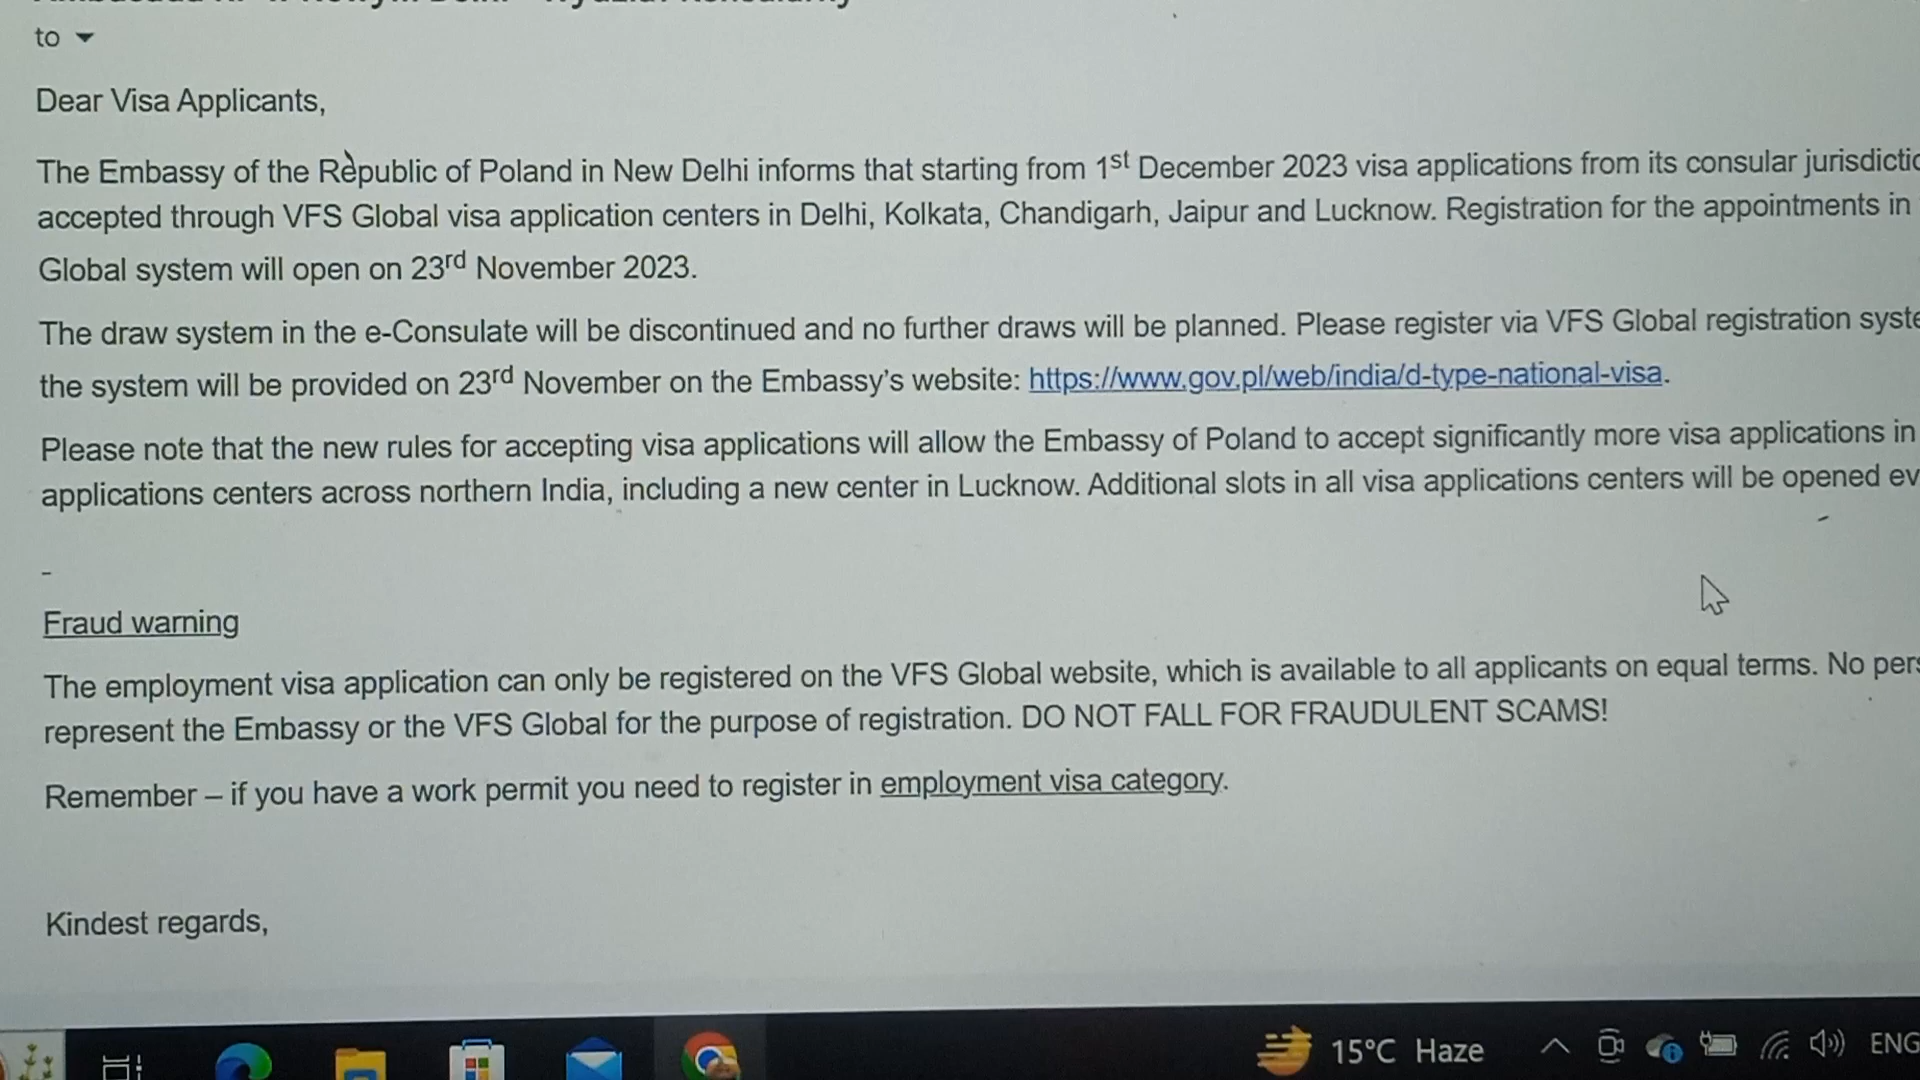 to
Dear Visa Applicants,
The Embassy of the Republic of Poland in New Delhi informs that starting from 1st December 2023 visa applications from its consular
accepted through VFS Global visa application centers in Delhi, Kolkata, Chandigarh, Jaipur and Lucknow. Registration for the appointments in
Global system will open on 23rd November 2023.
The draw system in the e-Consulate will be discontinued and no further draws will be planned. Please register via VFS Global registration
the system will be provided on 23rd November on the Embassy's website: https://www.gov.pl/web/india/d-type-national-visa.
Please note that the new rules for accepting visa applications will allow the Embassy of Poland to accept significantly more visa applications in
applications centers across northern India, including a new center in Lucknow. Additional slots in all visa applications centers will be opened
-
Fraud warning
The employment visa application can only be registered on the VFS Global website, which is available to all applicants on equal terms. No
represent the Embassy or the VFS Global for the purpose of registration. DO NOT FALL FOR FRAUDULENT SCAMS!
Remember – if you have a work permit you need to register in employment visa category.
Kindest regards,
15°C Haze ENG